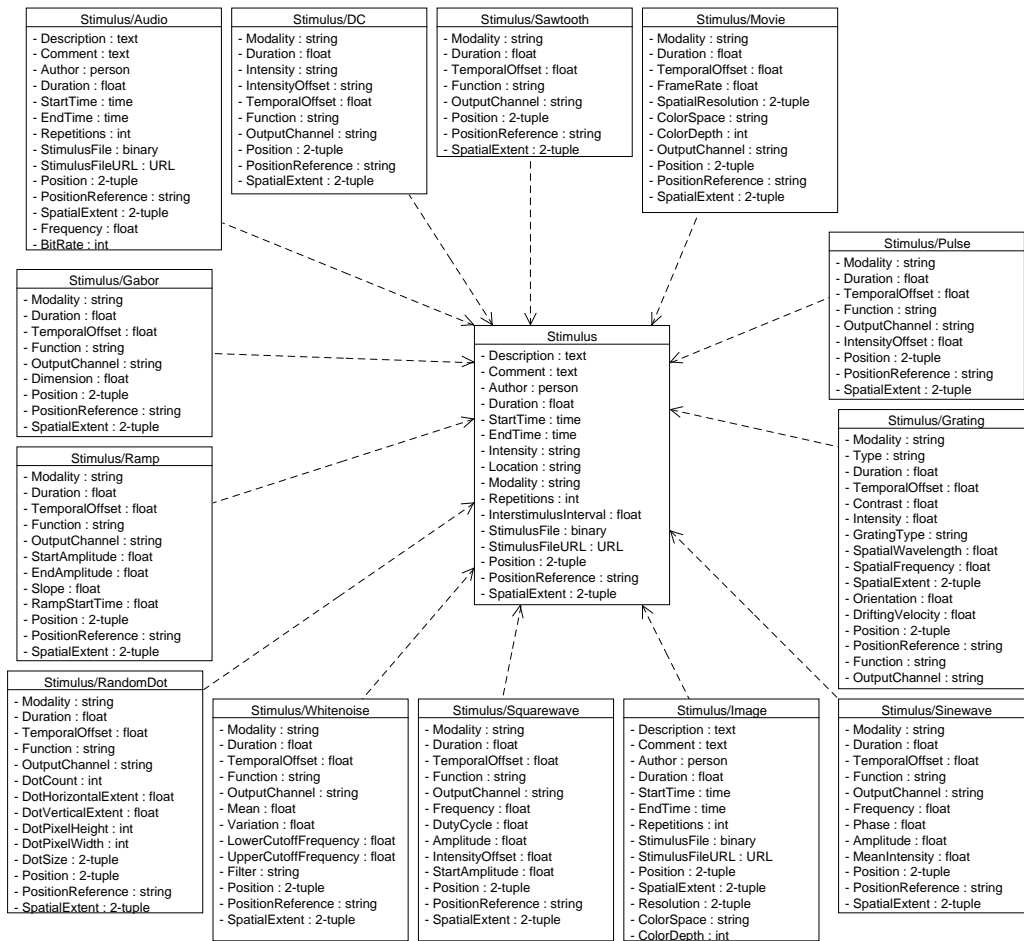 Stimulus/Audio
- Description : text
- Comment : text
- Author : person
- Duration : float
- StartTime : time
- EndTime : time
- Repetitions : int
- StimulusFile : binary
- StimulusFileURL : URL
- Position : 2-tuple
- PositionReference : string
- SpatialExtent : 2-tuple
- Frequency : float
- BitRate : int
Stimulus/DC
- Modality : string
- Duration : float
- Intensity : string
- IntensityOffset : string
- TemporalOffset : float
- Function : string
- OutputChannel : string
- Position : 2-tuple
- PositionReference : string
- SpatialExtent : 2-tuple
Stimulus/Sawtooth
- Modality : string
- Duration : float
- TemporalOffset : float
- Function : string
- OutputChannel : string
- Position : 2-tuple
- PositionReference : string
- SpatialExtent : 2-tuple
Stimulus/Movie
- Modality : string
- Duration : float
- TemporalOffset : float
- FrameRate : float
- SpatialResolution : 2-tuple
- ColorSpace : string
- ColorDepth : int
- OutputChannel : string
- Position : 2-tuple
- PositionReference : string
- SpatialExtent : 2-tuple
Stimulus/Pulse
- Modality : string
- Duration : float
- TemporalOffset : float
- Function : string
- OutputChannel : string
- IntensityOffset : float
- Position : 2-tuple
- PositionReference : string
- SpatialExtent : 2-tuple
Stimulus/Gabor
- Modality : string
- Duration : float
- TemporalOffset : float
- Function : string
- OutputChannel : string
- Dimension : float
- Position : 2-tuple
- PositionReference : string
- SpatialExtent : 2-tuple
Stimulus
- Description : text
- Comment : text
- Author : person
- Duration : float
- StartTime : time
- EndTime : time
- Intensity : string
- Location : string
- Modality : string
- Repetitions : int
- InterstimulusInterval : float
- StimulusFile : binary
- StimulusFileURL : URL
- Position : 2-tuple
- PositionReference : string
- SpatialExtent : 2-tuple
Stimulus/Grating
- Modality : string
- Type : string
- Duration : float
- TemporalOffset : float
- Contrast : float
- Intensity : float
- GratingType : string
- SpatialWavelength : float
- SpatialFrequency : float
- SpatialExtent : 2-tuple
- Orientation : float
- DriftingVelocity : float
- Position : 2-tuple
- PositionReference : string
- Function : string
- OutputChannel : string
Stimulus/Ramp
- Modality : string
- Duration : float
- TemporalOffset : float
- Function : string
- OutputChannel : string
- StartAmplitude : float
- EndAmplitude : float
- Slope : float
- RampStartTime : float
- Position : 2-tuple
- PositionReference : string
- SpatialExtent : 2-tuple
Stimulus/RandomDot
- Modality : string
- Duration : float
- TemporalOffset : float
- Function : string
- OutputChannel : string
- DotCount : int
- DotHorizontalExtent : float
- DotVerticalExtent : float
- DotPixelHeight : int
- DotPixelWidth : int
- DotSize : 2-tuple
- Position : 2-tuple
- PositionReference : string
- SpatialExtent : 2-tuple
Stimulus/Whitenoise
- Modality : string
- Duration : float
- TemporalOffset : float
- Function : string
- OutputChannel : string
- Mean : float
- Variation : float
- LowerCutoffFrequency : float
- UpperCutoffFrequency : float
- Filter : string
- Position : 2-tuple
- PositionReference : string
- SpatialExtent : 2-tuple
Stimulus/Squarewave
- Modality : string
- Duration : float
- TemporalOffset : float
- Function : string
- OutputChannel : string
- Frequency : float
- DutyCycle : float
- Amplitude : float
- IntensityOffset : float
- StartAmplitude : float
- Position : 2-tuple
- PositionReference : string
- SpatialExtent : 2-tuple
Stimulus/Image
- Description : text
- Comment : text
- Author : person
- Duration : float
- StartTime : time
- EndTime : time
- Repetitions : int
- StimulusFile : binary
- StimulusFileURL : URL
- Position : 2-tuple
- SpatialExtent : 2-tuple
- Resolution : 2-tuple
- ColorSpace : string
- ColorDepth : int
Stimulus/Sinewave
- Modality : string
- Duration : float
- TemporalOffset : float
- Function : string
- OutputChannel : string
- Frequency : float
- Phase : float
- Amplitude : float
- MeanIntensity : float
- Position : 2-tuple
- PositionReference : string
- SpatialExtent : 2-tuple